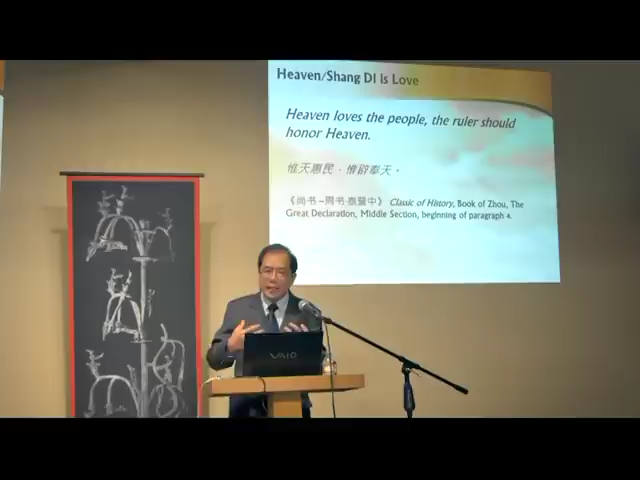 Heaven/Shang Di is Love
Heaven loves the people, the ruler should
honor Heaven.
惟天惠民，惟辟奉天。
《尚书–周书·泰誓中》 Classic of History, Book of Zhou, The
Great Declaration, Middle Section, beginning of paragraph 4.
VAIO